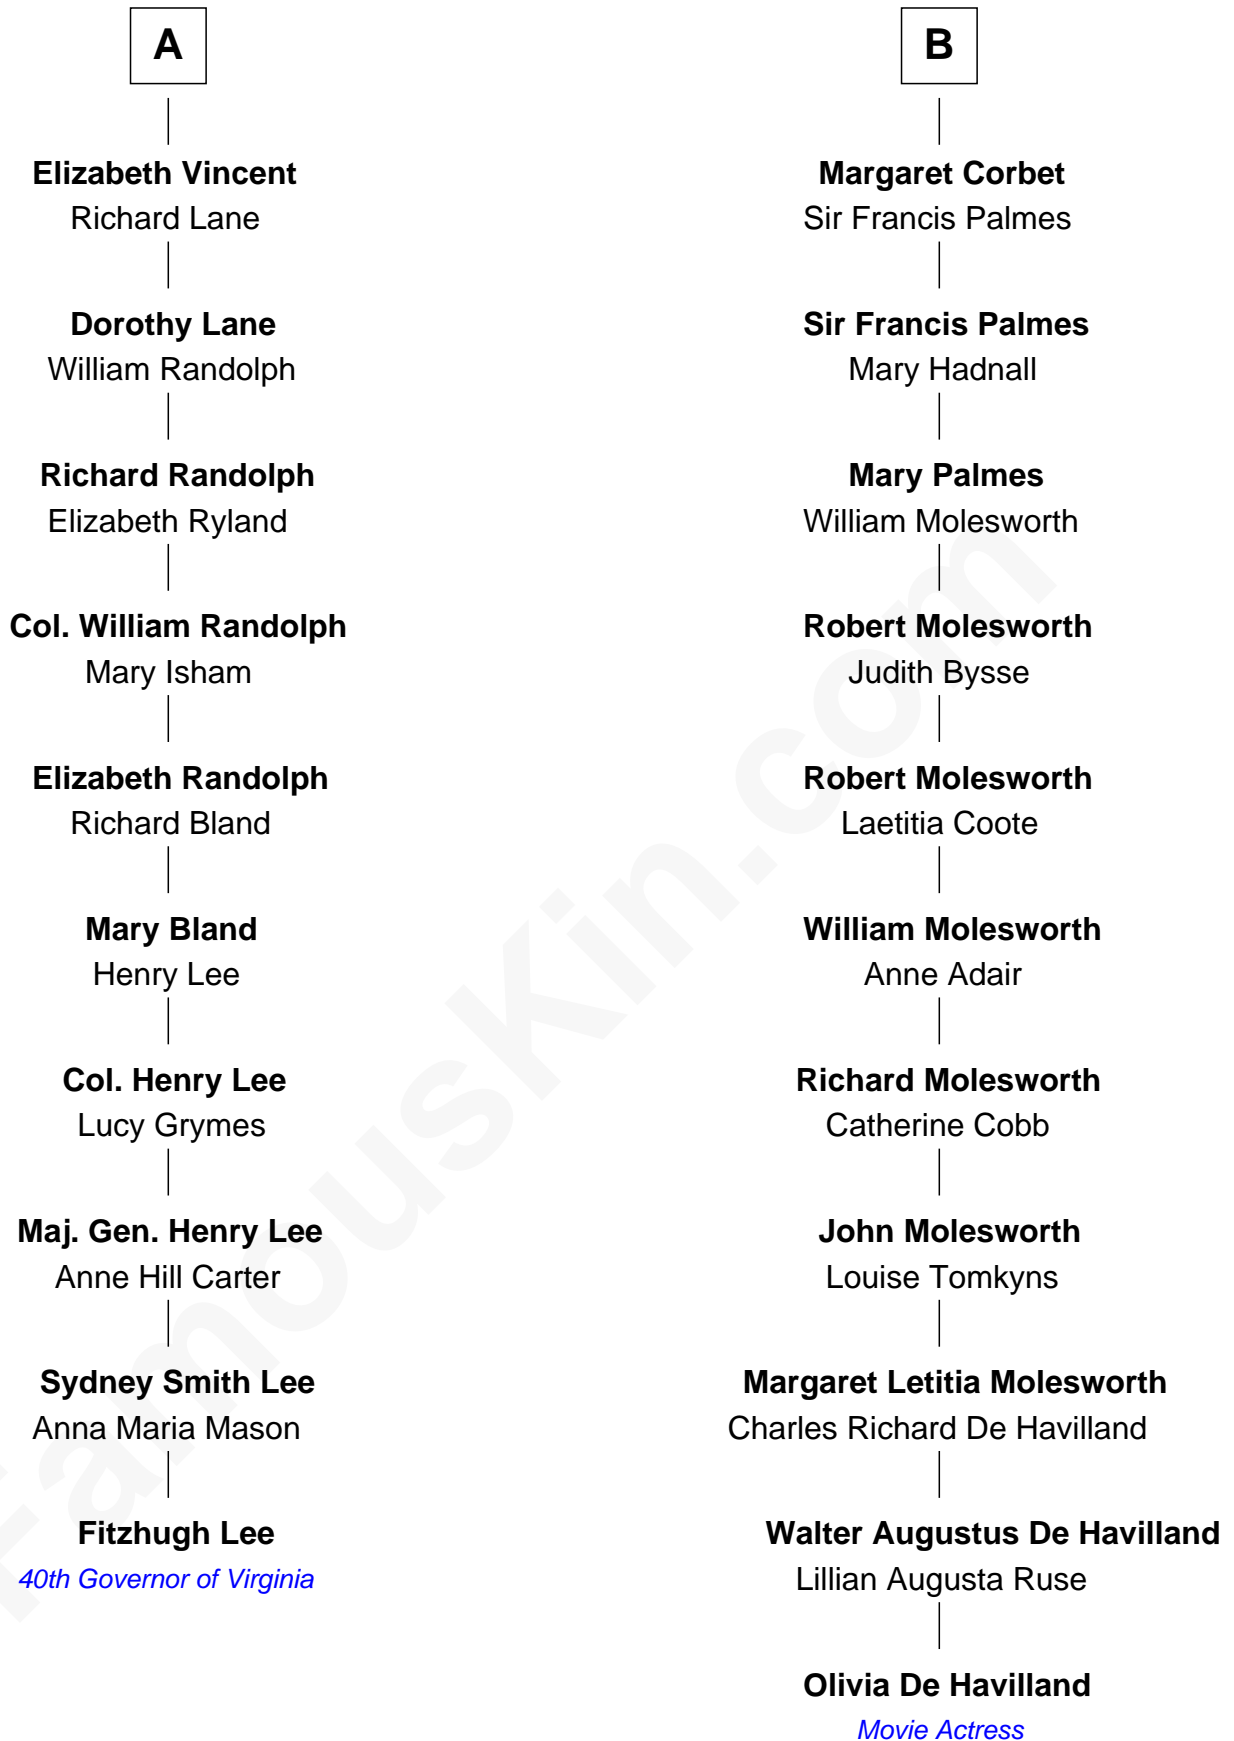 A
Elizabeth Vincent
Richard Lane
Dorothy Lane
William Randolph
Richard Randolph
Elizabeth Ryland
Col. William Randolph
Mary Isham
Elizabeth Randolph
Richard Bland
Mary Bland
Henry Lee
Col. Henry Lee
Lucy Grymes
Maj. Gen. Henry Lee
Anne Hill Carter
Sydney Smith Lee
Anna Maria Mason
Fitzhugh Lee
40th Governor of Virginia
B
Margaret Corbet
Sir Francis Palmes
Sir Francis Palmes
Mary Hadnall
Mary Palmes
William Molesworth
Robert Molesworth
Judith Bysse
Robert Molesworth
Laetitia Coote
William Molesworth
Anne Adair
Richard Molesworth
Catherine Cobb
John Molesworth
Louise Tomkyns
Margaret Letitia Molesworth
Charles Richard De Havilland
Walter Augustus De Havilland
Lillian Augusta Ruse
Olivia De Havilland
Movie Actress
FamousKin.com